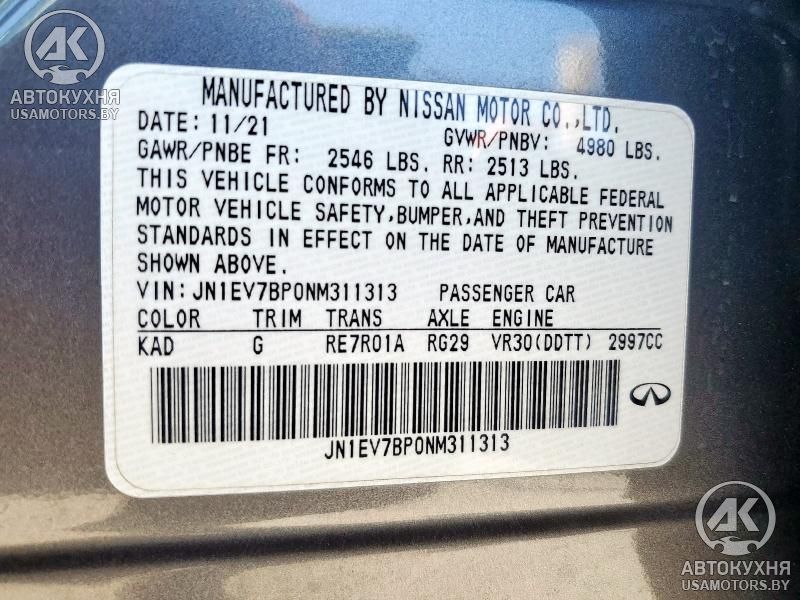 AK
АВТОКУХНЯ
USAMOTORS.BY
MANUFACTURED BY NISSAN MOTOR CO.,LTD.
DATE: 11/21 GVWR/PNBV: 4980 LBS.
GAWR/PNBE FR: 2546 LBS. RR: 2513 LBS.
THIS VEHICLE CONFORMS TO ALL APPLICABLE FEDERAL
MOTOR VEHICLE SAFETY,BUMPER,AND THEFT PREVENTION
STANDARDS IN EFFECT ON THE DATE OF MANUFACTURE
SHOWN ABOVE.
VIN:JN1EV7BP0NM311313 PASSENGER CAR
COLOR TRIM TRANS AXLE ENGINE
KAD G RE7R01A RG29 VR30(DDTT) 2997CC
JN1EV7BP0NM311313
AK
АВТОКУХНЯ
USAMOTORS.BY